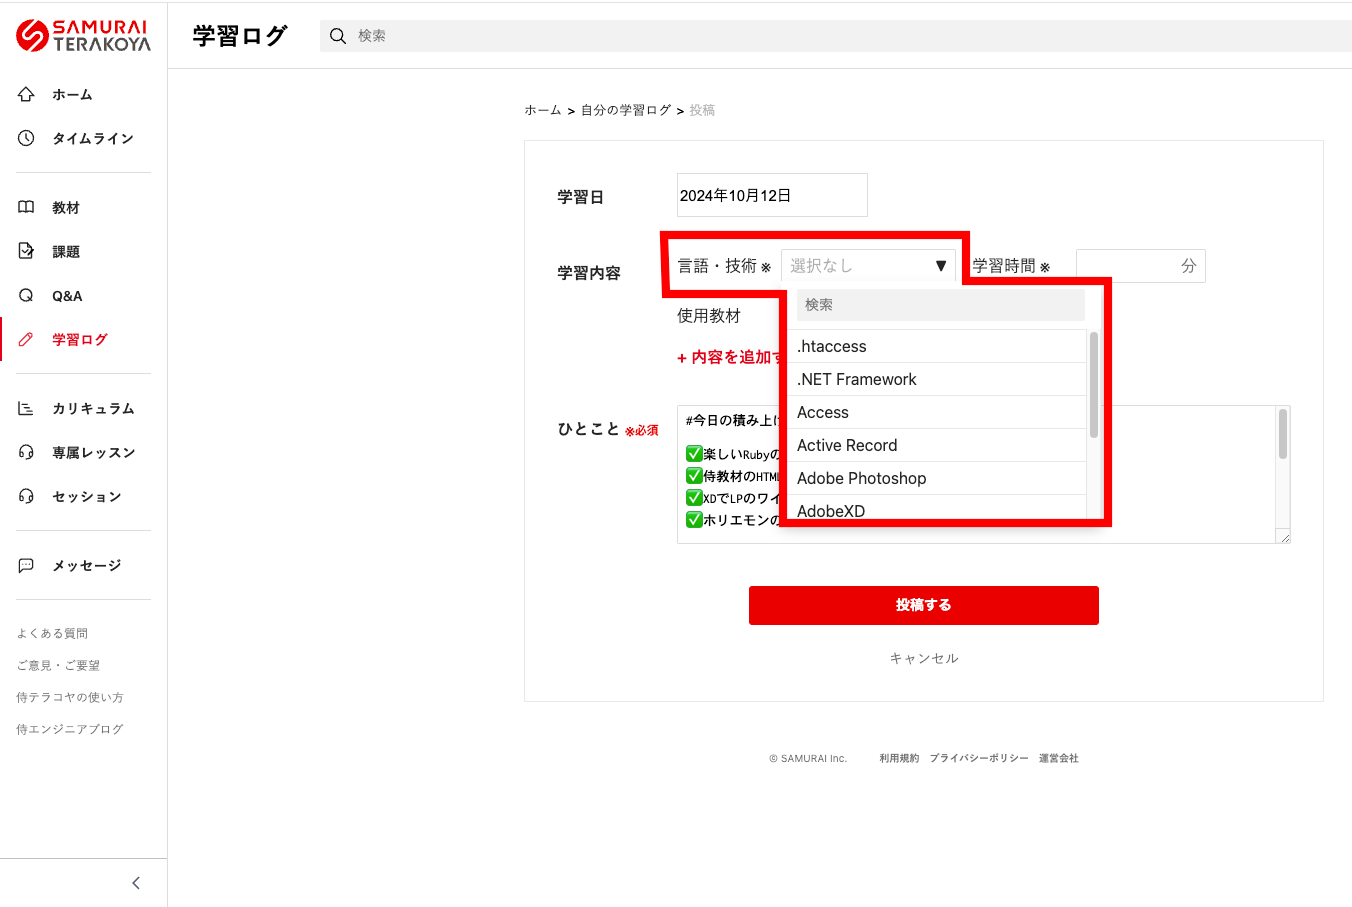 SAMURAI
TERAKOYA
学習ログ
検索
ホーム
タイムライン
教材
課題
Q&A
学習ログ
カリキュラム
専属レッスン
セッション
メッセージ
よくある質問
ご意見・ご要望
侍テラコヤの使い方
侍エンジニアブログ
ホーム > 自分の学習ログ > 投稿
学習日
2024年10月12日
学習内容
言語・技術 ※ 選択なし ▼ 学習時間 ※ 分
検索
使用教材
+ 内容を追加す
.htaccess
.NET Framework
Access
Active Record
Adobe Photoshop
AdobeXD
ひとこと ※必須
#今日の積み上げ
✅楽しいRubyの
✅侍教材のHTML
✅XDでLPのワイ
✅ホリエモンの
投稿する
キャンセル
© SAMURAI Inc. 利用規約 プライバシーポリシー 運営会社